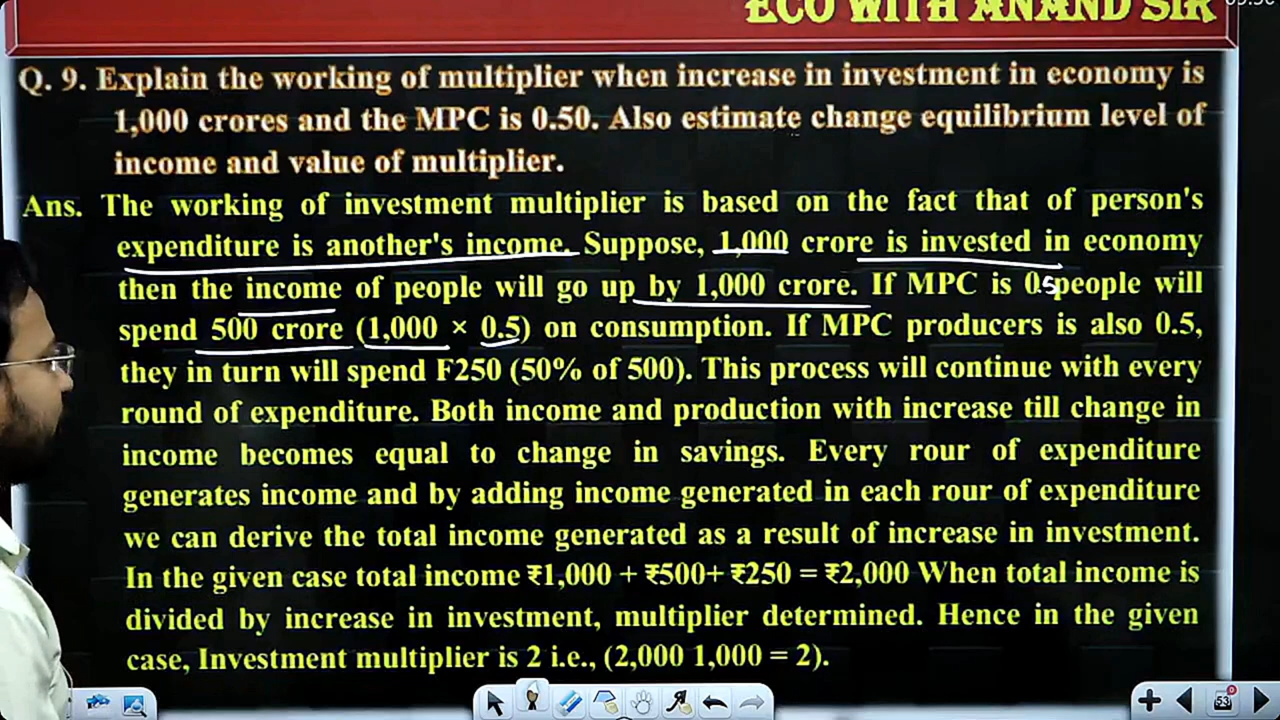 ECO WITH ANAND SIR
Q. 9. Explain the working of multiplier when increase in investment in economy is
1,000 crores and the MPC is 0.50. Also estimate change equilibrium level of
income and value of multiplier.
Ans. The working of investment multiplier is based on the fact that of person's
expenditure is another's income. Suppose, 1,000 crore is invested in economy
then the income of people will go up by 1,000 crore. If MPC is 0.5 people will
spend 500 crore (1,000 × 0.5) on consumption. If MPC producers is also 0.5,
they in turn will spend F250 (50% of 500). This process will continue with every
round of expenditure. Both income and production with increase till change in
income becomes equal to change in savings. Every rour of expenditure
generates income and by adding income generated in each rour of expenditure
we can derive the total income generated as a result of increase in investment.
In the given case total income ₹1,000 + ₹500+ ₹250 = ₹2,000 When total income is
divided by increase in investment, multiplier determined. Hence in the given
case, Investment multiplier is 2 i.e., (2,000 1,000 = 2).
53